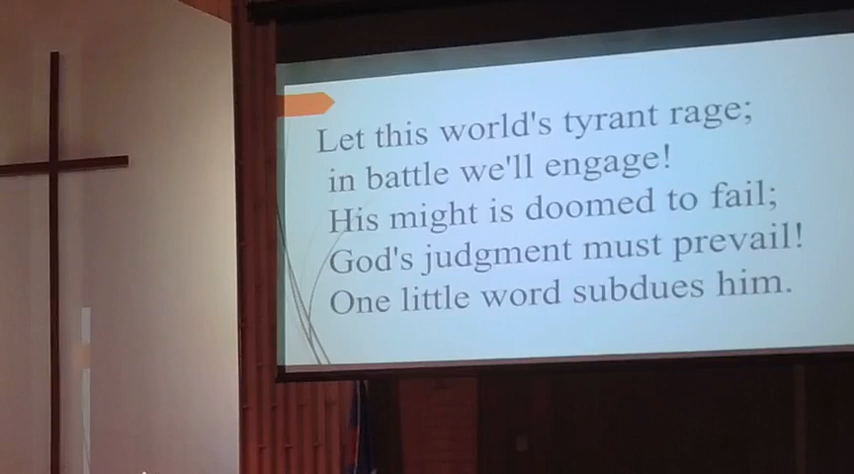 Let this world's tyrant rage;
in battle we'll engage!
His might is doomed to fail;
God's judgment must prevail!
One little word subdues him.